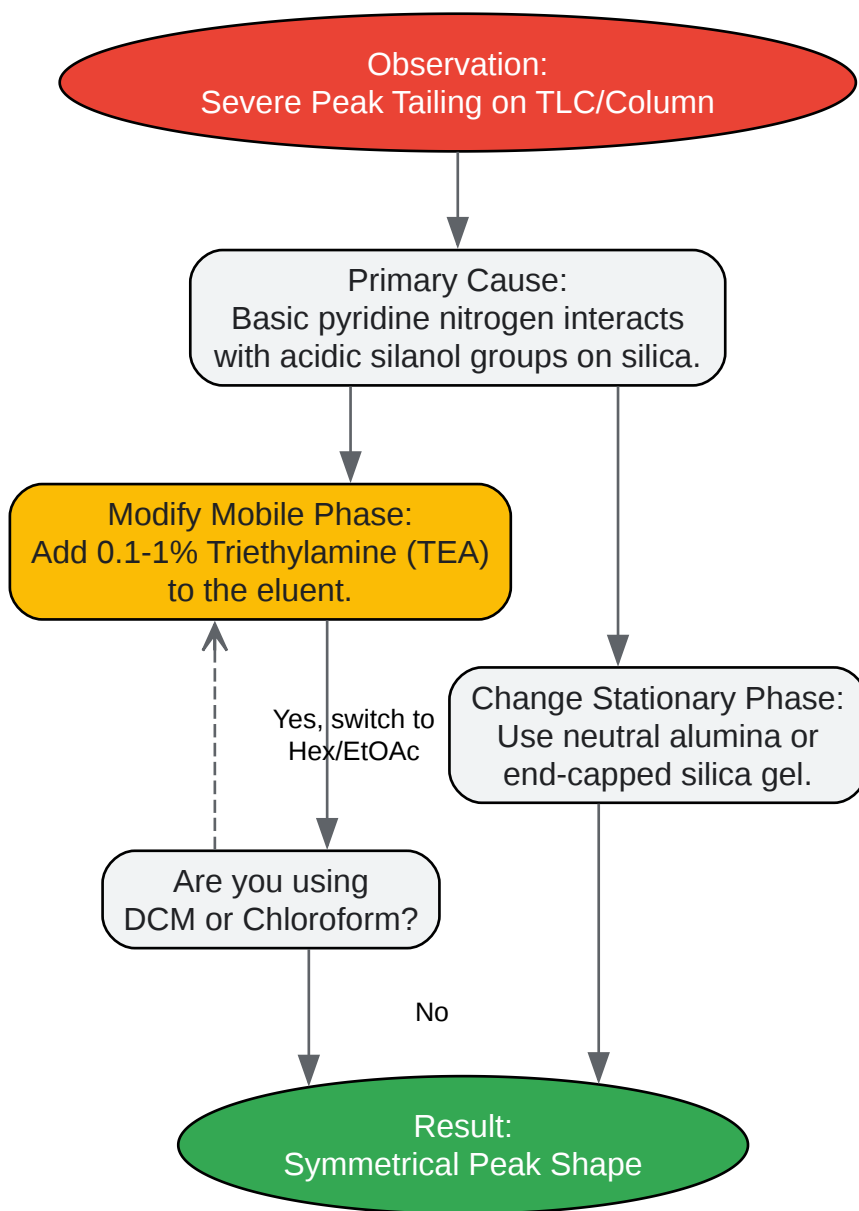 Observation:
Severe Peak Tailing on TLC/Column
Primary Cause:
Basic pyridine nitrogen interacts
with acidic silanol groups on silica.
Modify Mobile Phase:
Add 0.1-1% Triethylamine (TEA)
to the eluent.
Change Stationary Phase:
Use neutral alumina or
end-capped silica gel.
Yes, switch to
Hex/EtOAc
Are you using
DCM or Chloroform?
No
Result:
Symmetrical Peak Shape